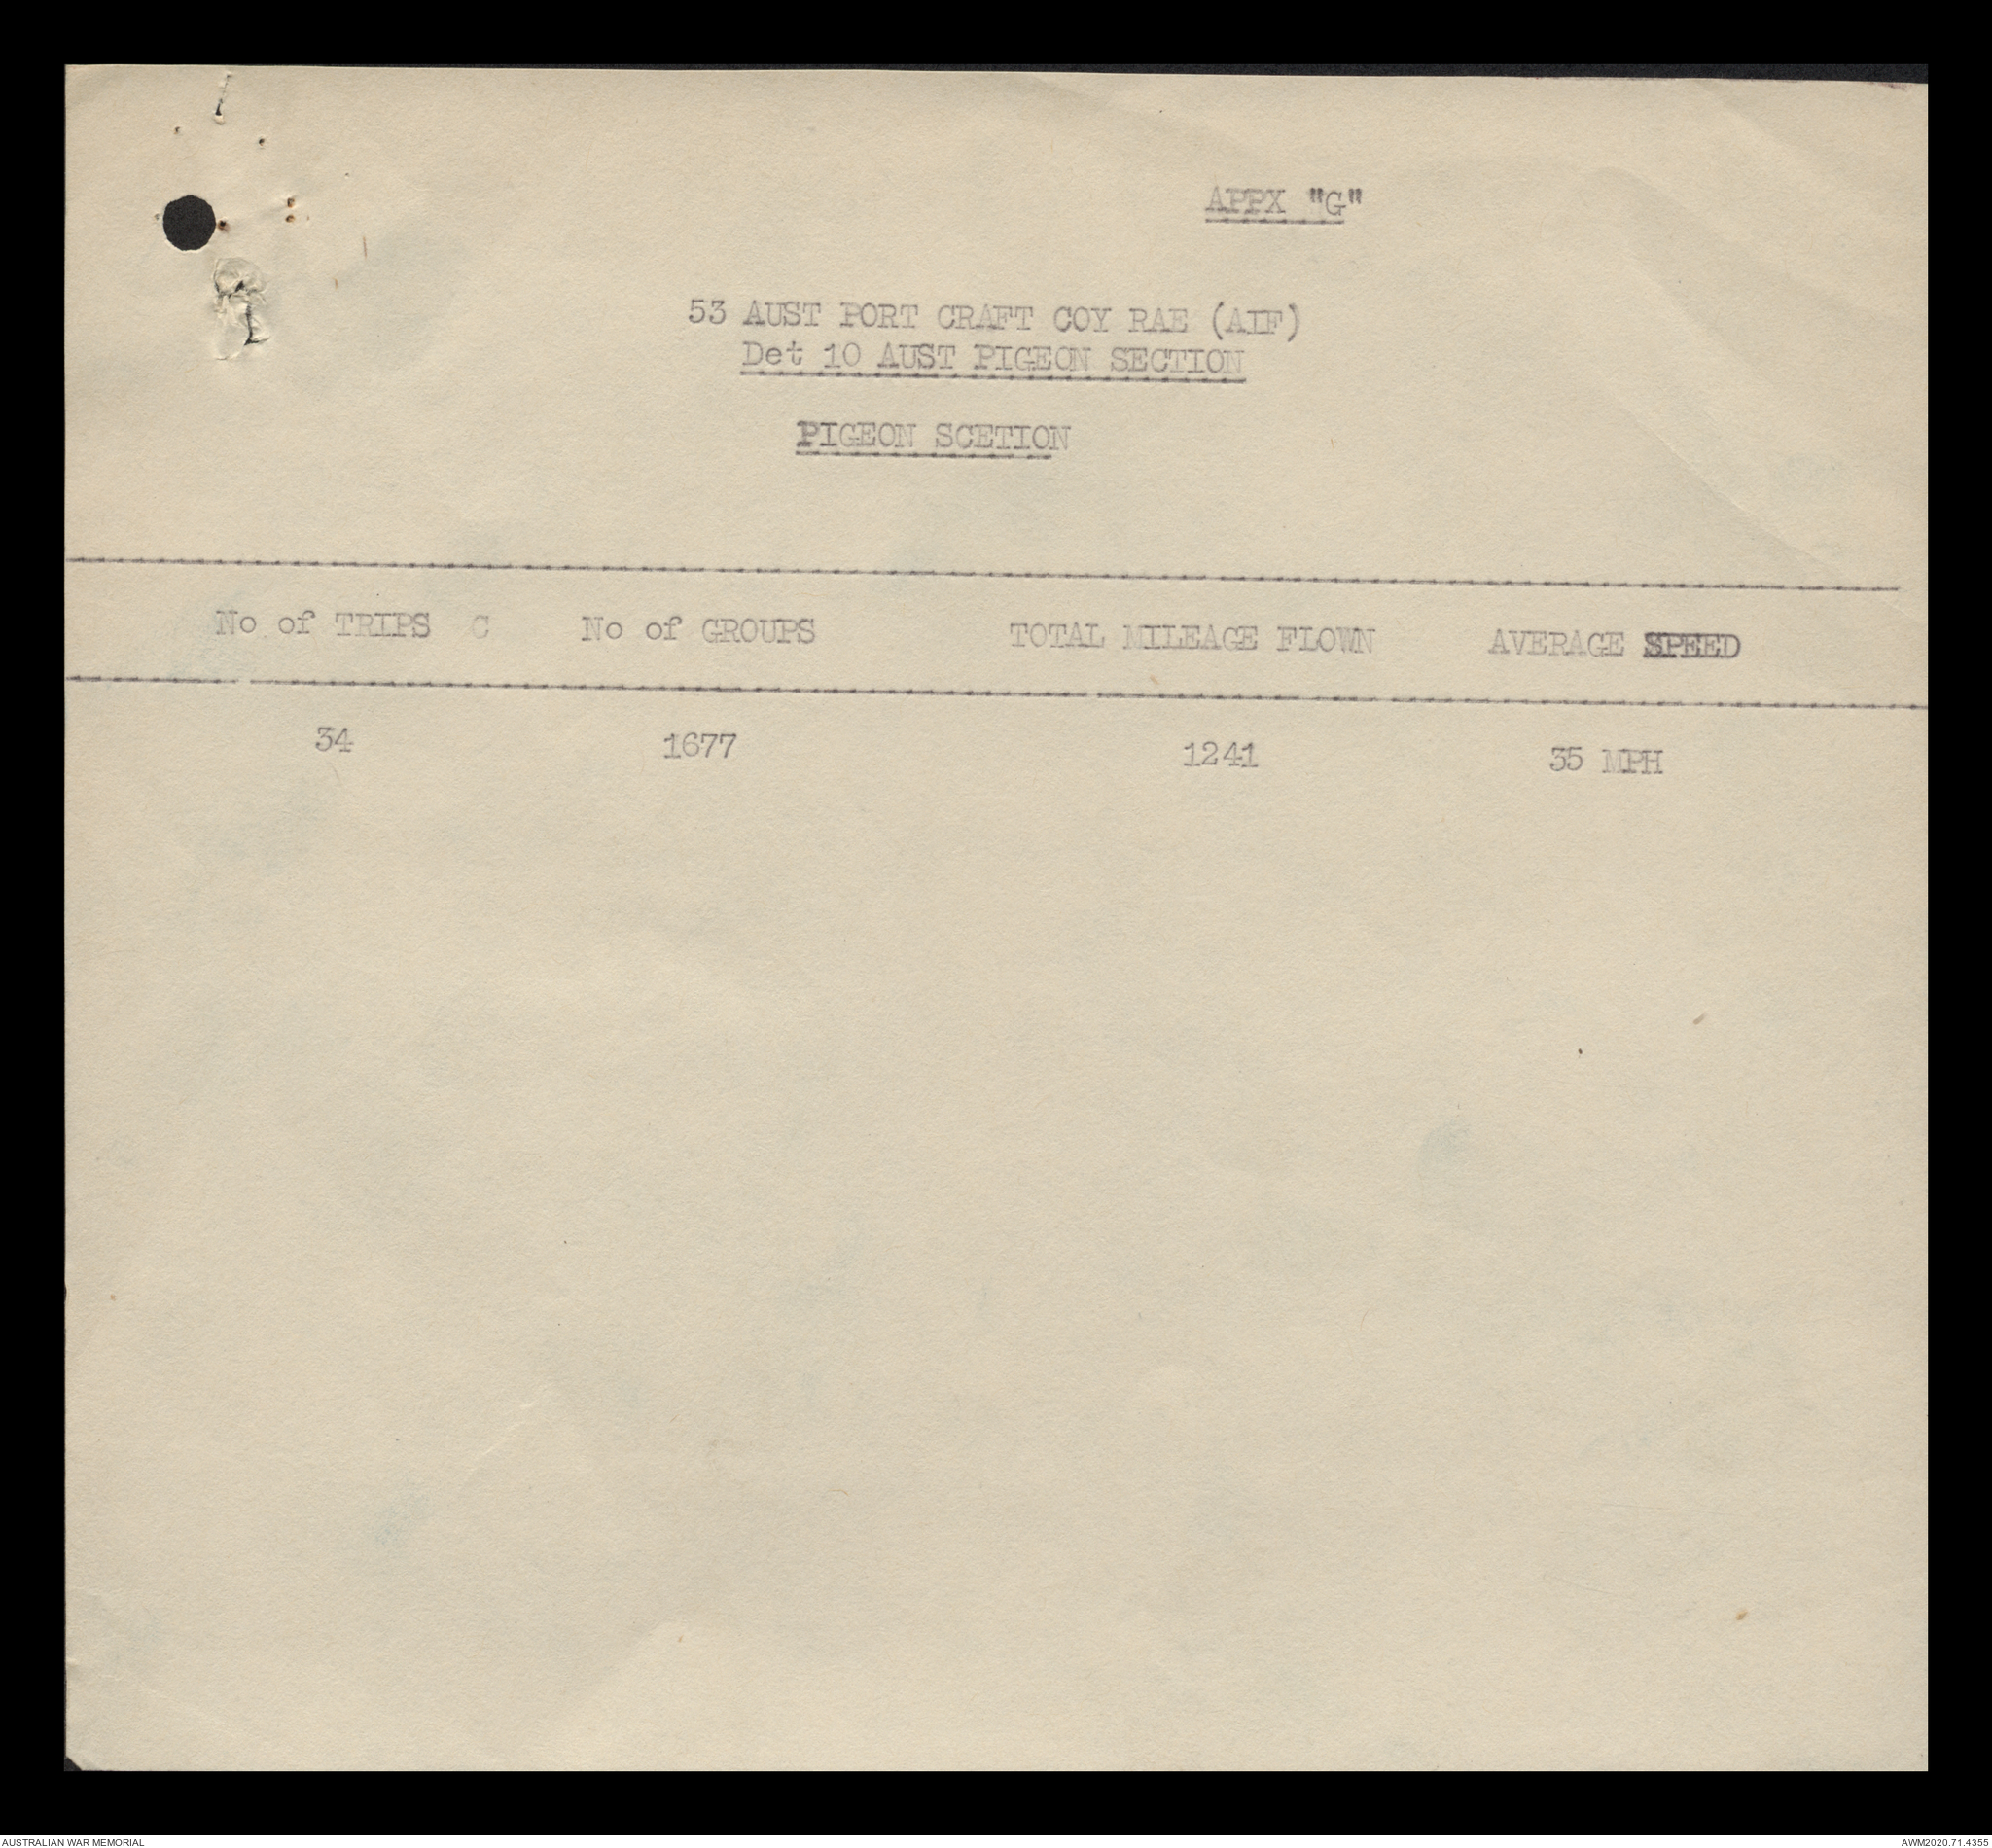 APPX "G"
53 AUST PORT CRAFT COY RAE (AIF)
Det 10 AUST PIGEON SECTION
PIGEON SCETION
No of TRIPS C No of GROUPS TOTAL MILEAGE FLOWN AVERAGE SPEED
34 1677 1241 35 MPH
AUSTRALIAN WAR MEMORIAL AWM2020.71.4355